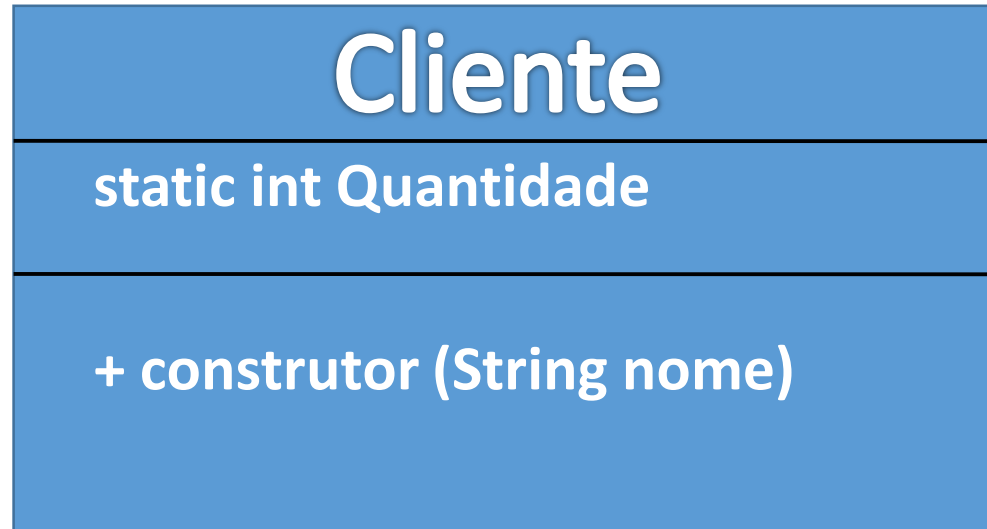 Cliente
static int Quantidade
+ construtor (String nome)